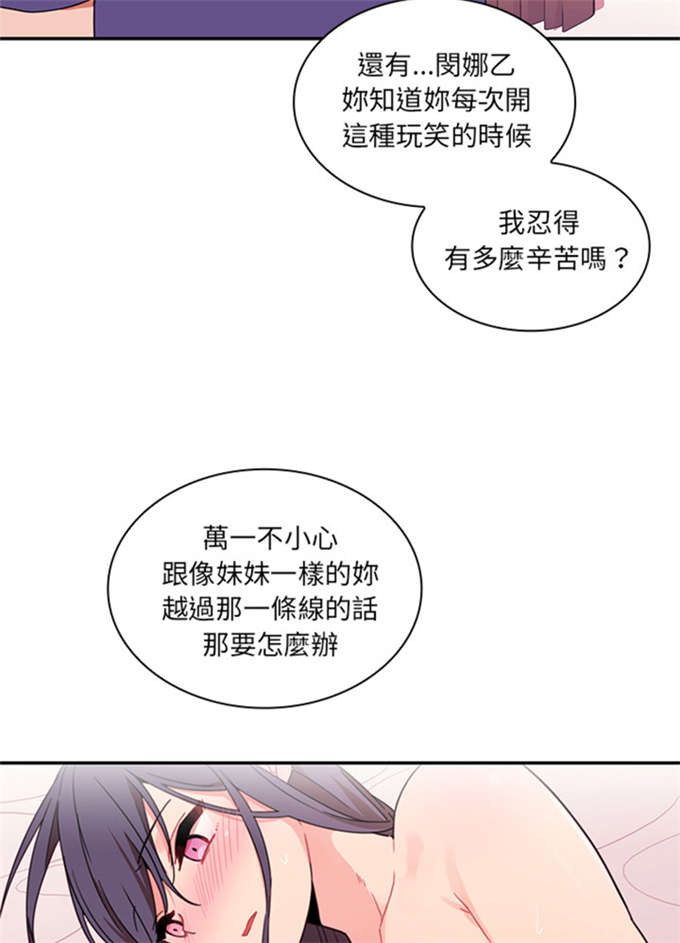 還有...閔娜乙
妳知道妳每次開
這種玩笑的時候
我忍得
有多麼辛苦嗎？
萬一不小心
跟像妹妹一樣的妳
越過那一條線的話
那要怎麼辦